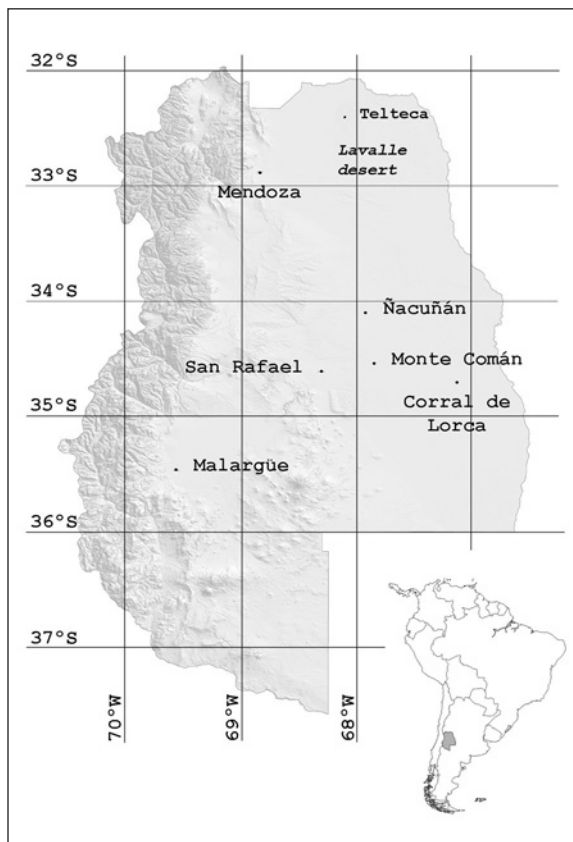 32°S
Telteca
Lavalle
desert
33°S
Mendoza
34°S
Ñacuñán
San Rafael
Monte Comán
35°S
Corral de
Lorca
Malargüe
36°S
37°S
70°W
69°W
68°W